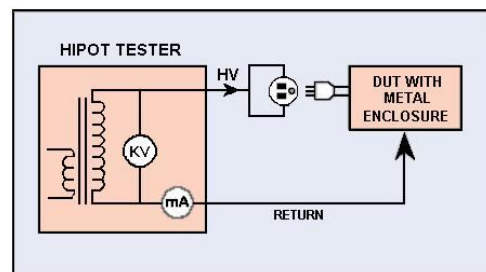 HIPOT TESTER
HV
KV
mA
DUT WITH
METAL
ENCLOSURE
RETURN